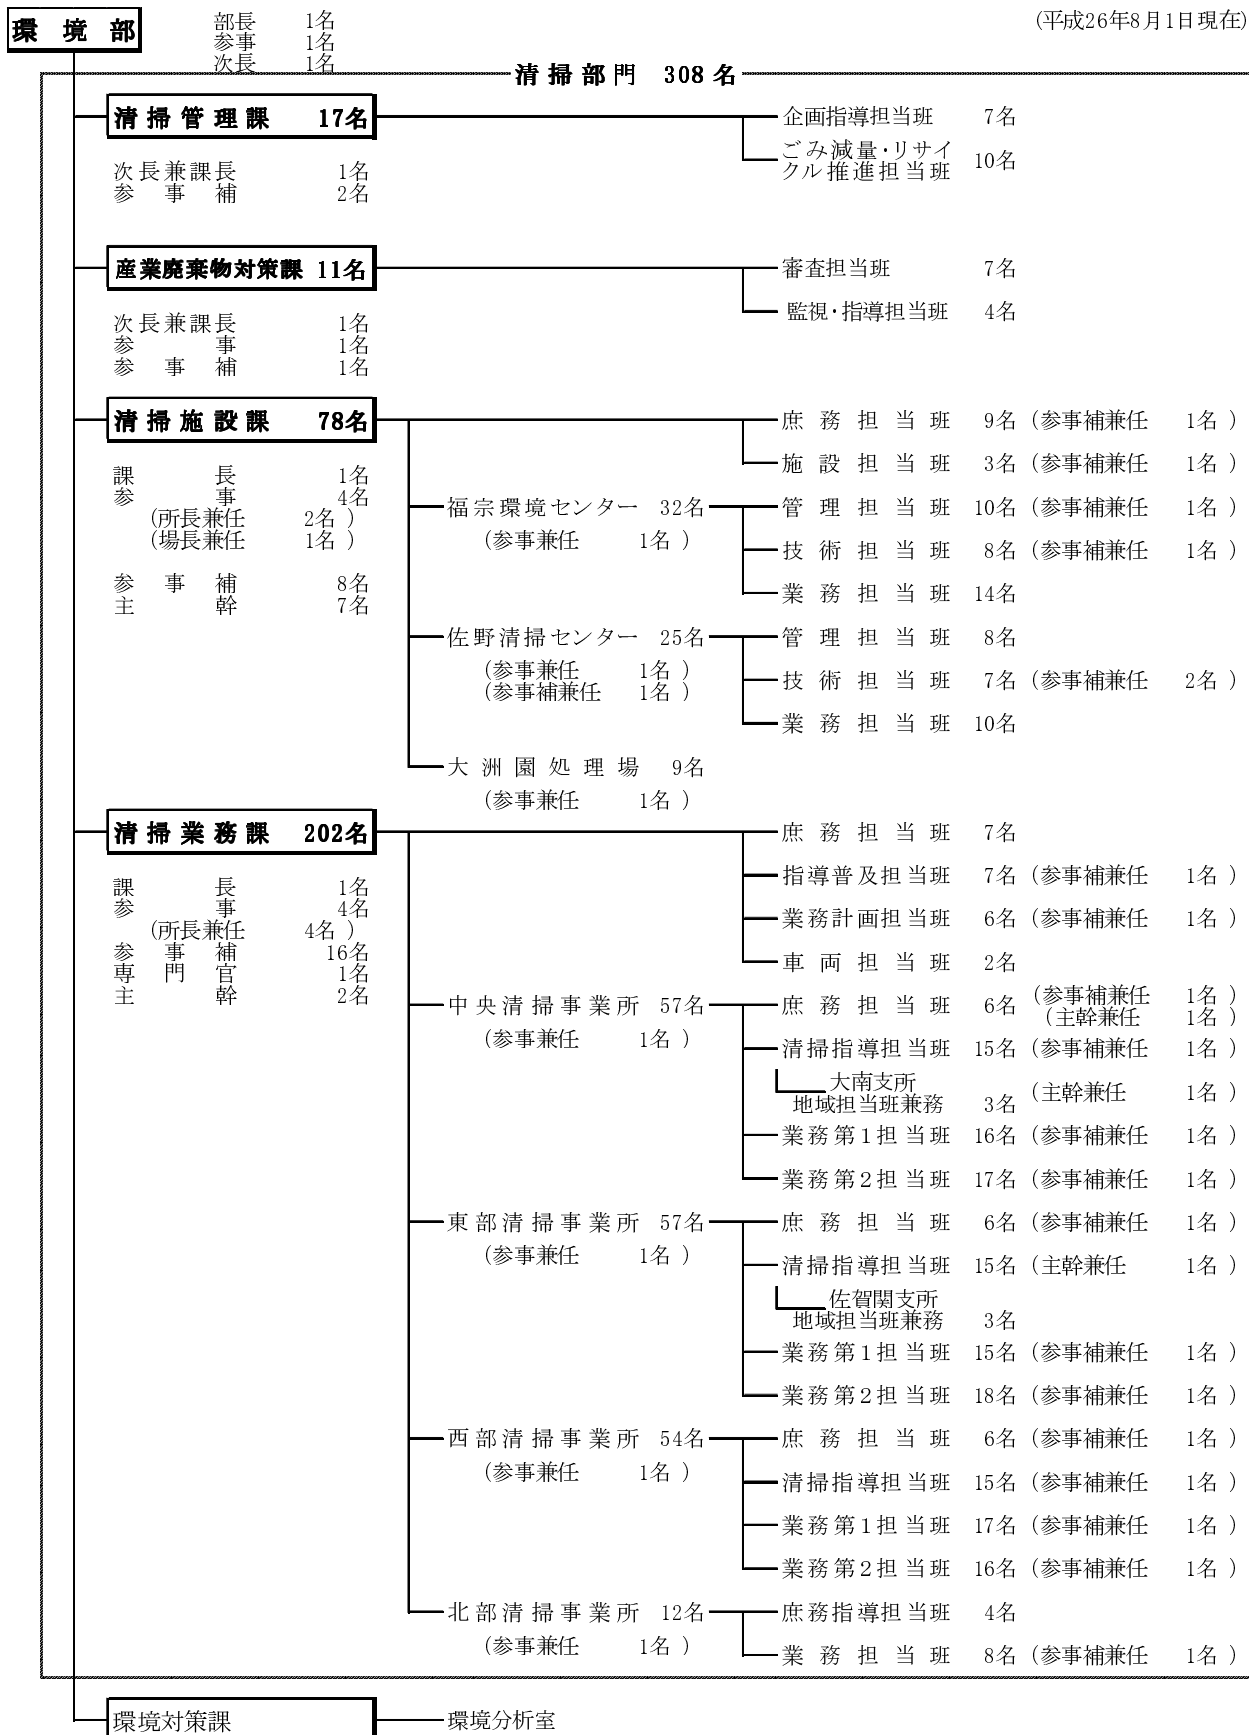 環境部
部長 1名
参事 1名
次長 1名
(平成26年8月1日現在)
清掃部門 308名
清掃管理課 17名
企画指導担当班 7名
次長兼課長 1名
参事補 2名
ごみ減量・リサイ
クル推進担当班 10名
産業廃棄物対策課 11名
審査担当班 7名
次長兼課長 1名
参事 1名
参事補 1名
監視・指導担当班 4名
清掃施設課 78名
庶務担当班 9名 (参事補兼任 1名 )
施設担当班 3名 (参事補兼任 1名 )
課長 1名
参事 4名
(所長兼任 2名 )
(場長兼任 1名 )
参事補 8名
主幹 7名
福宗環境センター 32名
(参事兼任 1名 )
管理担当班 10名 (参事補兼任 1名 )
技術担当班 8名 (参事補兼任 1名 )
業務担当班 14名
佐野清掃センター 25名
(参事兼任 1名 )
(参事補兼任 1名 )
管理担当班 8名
技術担当班 7名 (参事補兼任 2名 )
業務担当班 10名
大洲園処理場 9名
(参事兼任 1名 )
清掃業務課 202名
庶務担当班 7名
指導普及担当班 7名 (参事補兼任 1名 )
業務計画担当班 6名 (参事補兼任 1名 )
車両担当班 2名
課長 1名
参事 4名
(所長兼任 4名 )
参事補 16名
専門官 1名
主幹 2名
中央清掃事業所 57名
(参事兼任 1名 )
庶務担当班 6名 (参事補兼任 1名 )
(主幹兼任 1名 )
清掃指導担当班 15名 (参事補兼任 1名 )
大南支所
地域担当班兼務 3名 (主幹兼任 1名 )
業務第1担当班 16名 (参事補兼任 1名 )
業務第2担当班 17名 (参事補兼任 1名 )
東部清掃事業所 57名
(参事兼任 1名 )
庶務担当班 6名 (参事補兼任 1名 )
清掃指導担当班 15名 (主幹兼任 1名 )
佐賀関支所
地域担当班兼務 3名
業務第1担当班 15名 (参事補兼任 1名 )
業務第2担当班 18名 (参事補兼任 1名 )
西部清掃事業所 54名
(参事兼任 1名 )
庶務担当班 6名 (参事補兼任 1名 )
清掃指導担当班 15名 (参事補兼任 1名 )
業務第1担当班 17名 (参事補兼任 1名 )
業務第2担当班 16名 (参事補兼任 1名 )
北部清掃事業所 12名
(参事兼任 1名 )
庶務指導担当班 4名
業務担当班 8名 (参事補兼任 1名 )
環境対策課
環境分析室